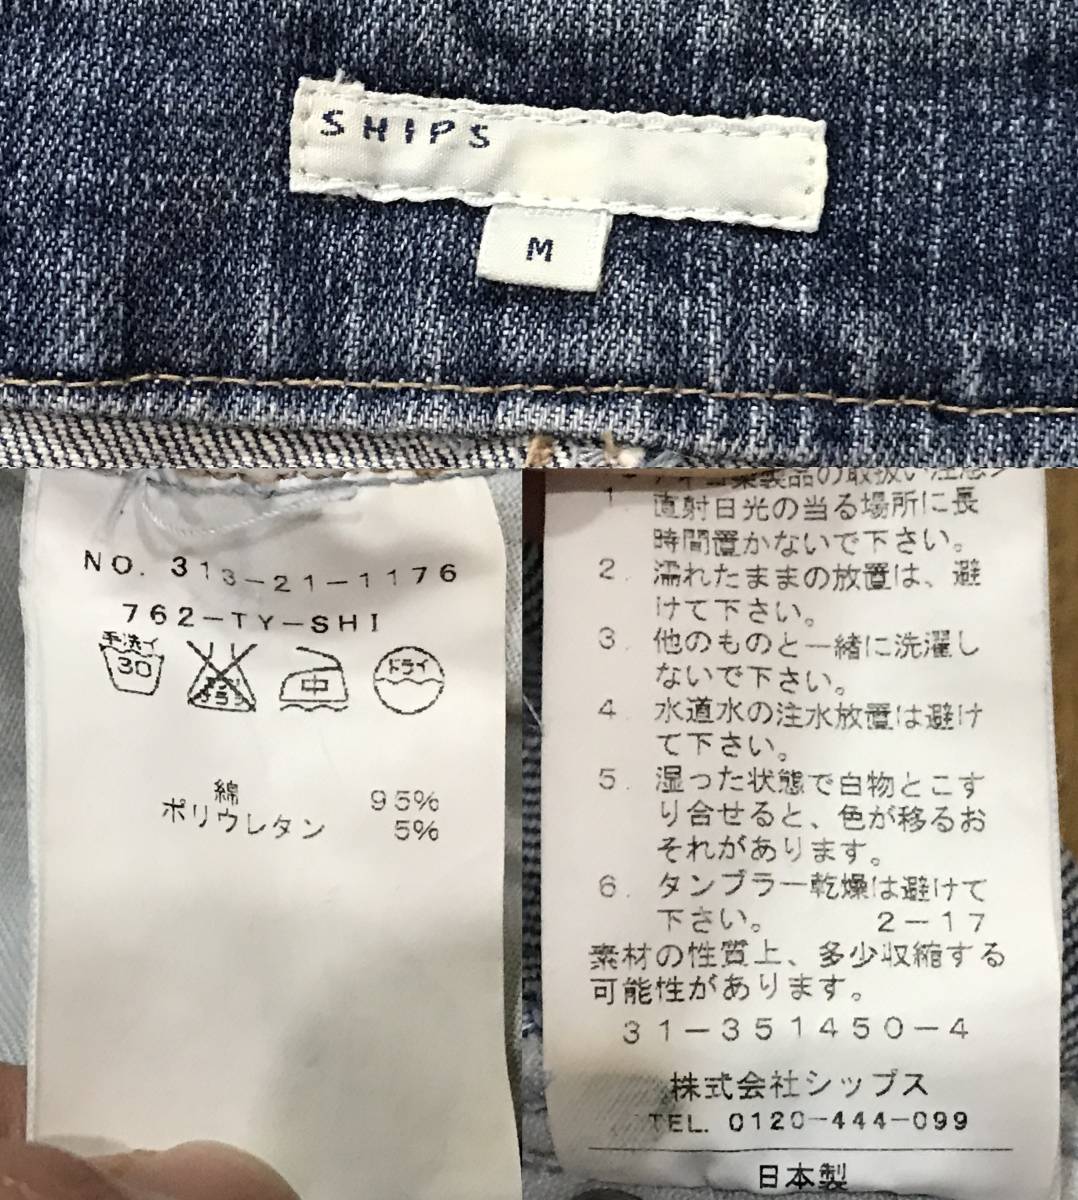 SHIPS
M
NO. 313-21-1176
762-TY-SHI
手洗イ
30
中
ドライ
綿 95%
ポリウレタン 5%
製品の取扱い注意
1. 直射日光の当る場所に長
時間置かないで下さい。
2. 濡れたままの放置は、避
けて下さい。
3. 他のものと一緒に洗濯し
ないで下さい。
4. 水道水の注水放置は避け
て下さい。
5. 湿った状態で白物とこす
り合せると、色が移るお
それがあります。
6. タンブラー乾燥は避けて
下さい。 2-17
素材の性質上、多少収縮する
可能性があります。
31-351450-4
株式会社シップス
TEL. 0120-444-099
日本製